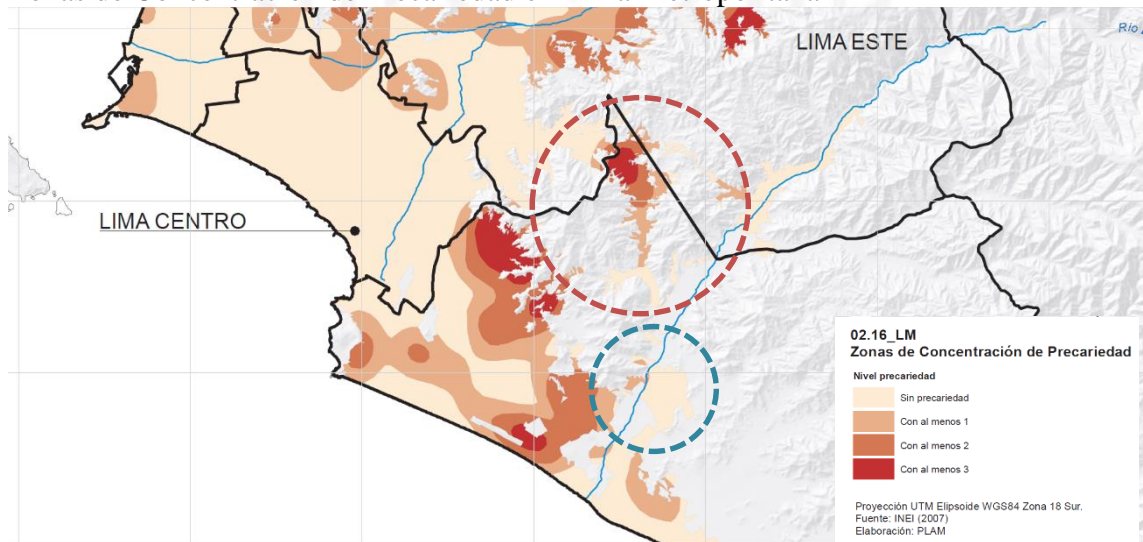 LIMA ESTE
Río
LIMA CENTRO
02.16_LM
Zonas de Concentración de Precariedad
Nivel precariedad
Sin precariedad
Con al menos 1
Con al menos 2
Con al menos 3
Proyección UTM Elipsoide WGS84 Zona 18 Sur.
Fuente: INEI (2007)
Elaboración: PLAM